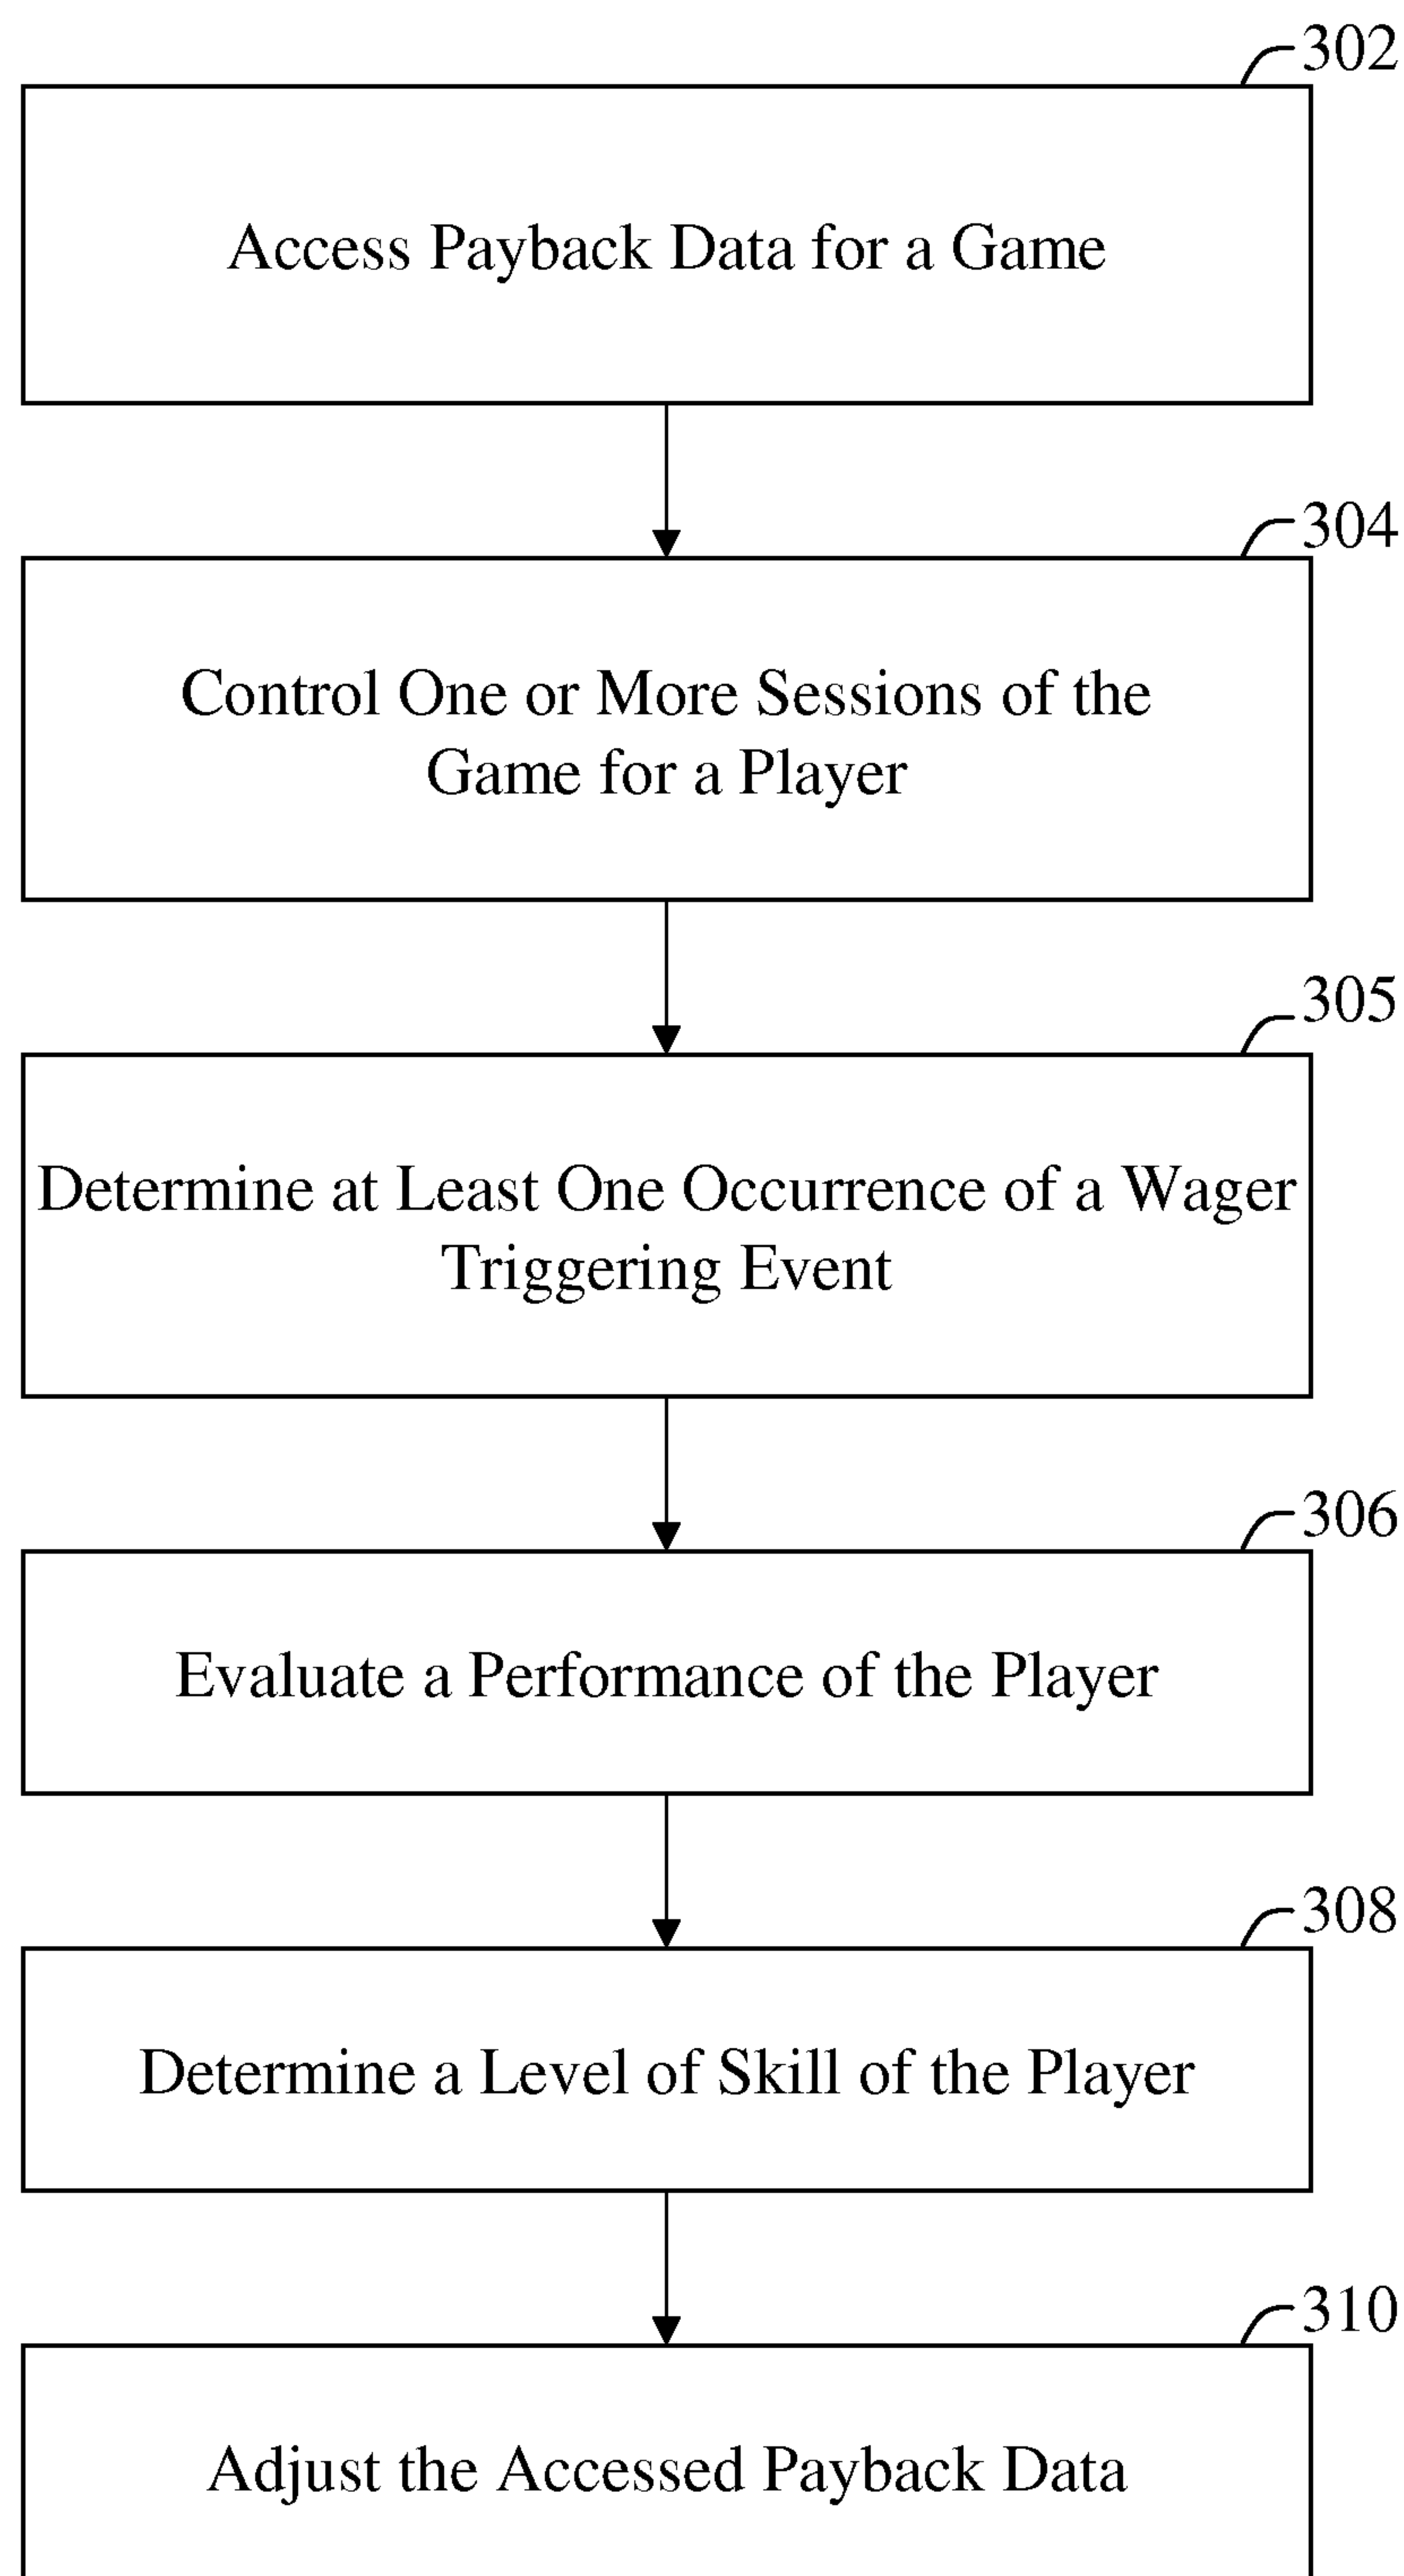 302
Access Payback Data for a Game
304
Control One or More Sessions of the
Game for a Player
305
Determine at Least One Occurrence of a Wager
Triggering Event
306
Evaluate a Performance of the Player
308
Determine a Level of Skill of the Player
310
Adjust the Accessed Payback Data